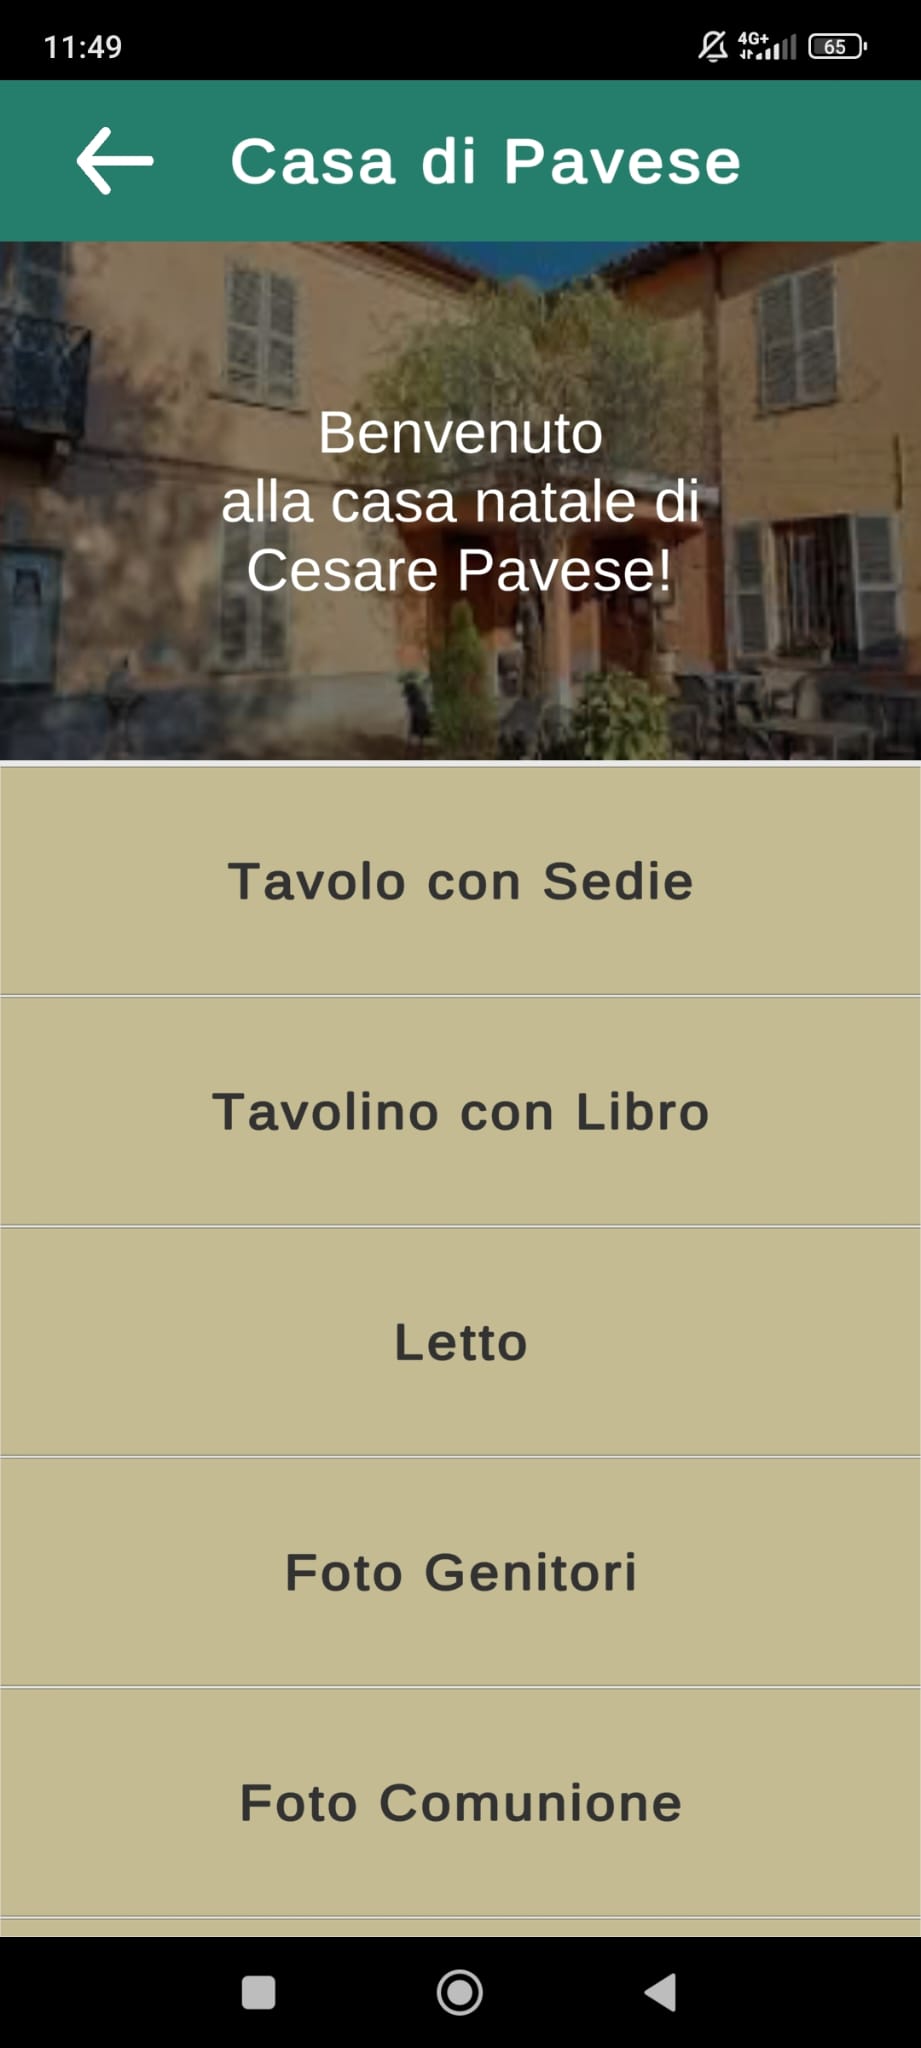 11:49
4G+
65
Casa di Pavese
Benvenuto
alla casa natale di
Cesare Pavese!
Tavolo con Sedie
Tavolino con Libro
Letto
Foto Genitori
Foto Comunione